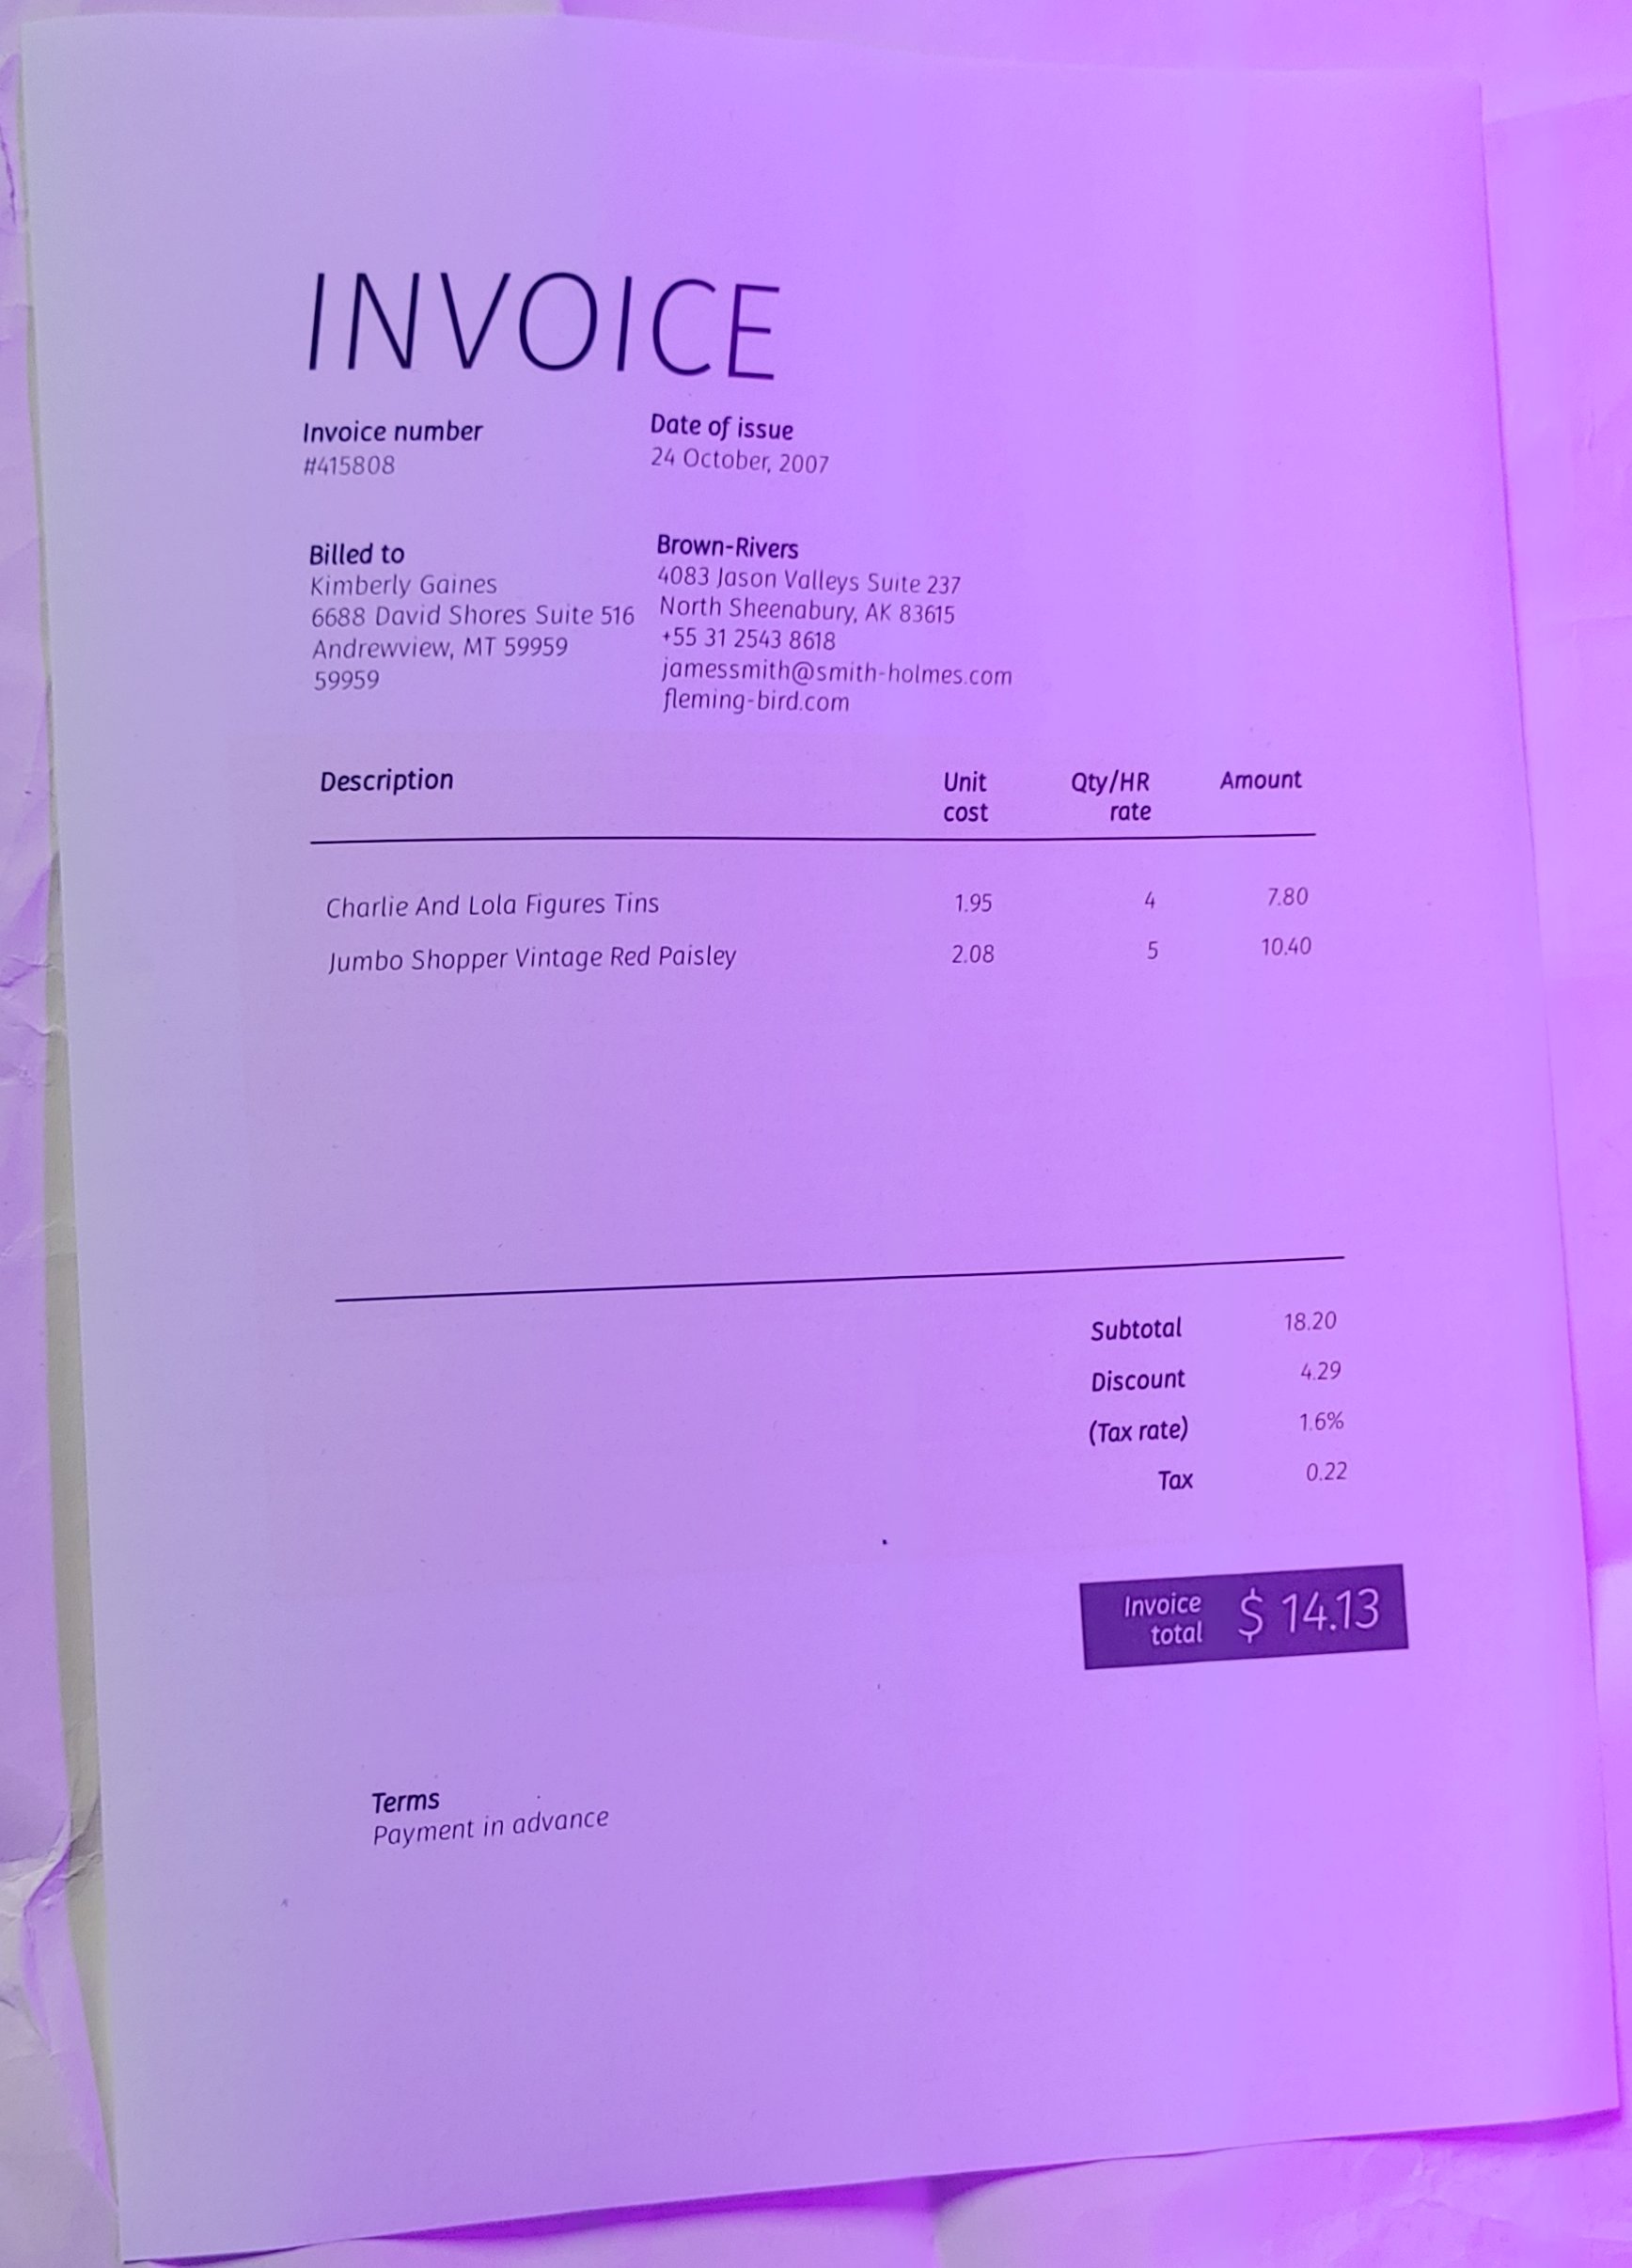 INVOICE
Invoice number
#415808
Date of issue
24 October, 2007
Billed to
Kimberly Gaines
6688 David Shores Suite 516
Andrewview, MT 59959
59959
Brown-Rivers
4083 Jason Valleys Suite 237
North Sheenabury, AK 83615
+55 31 2543 8618
jamessmith@smith-holmes.com
fleming-bird.com
Description Unit cost Qty/HR rate Amount
Charlie And Lola Figures Tins 1.95 4 7.80
Jumbo Shopper Vintage Red Paisley 2.08 5 10.40
Subtotal 18.20
Discount 4.29
(Tax rate) 1.6%
Tax 0.22
Invoice total $ 14.13
Terms
Payment in advance